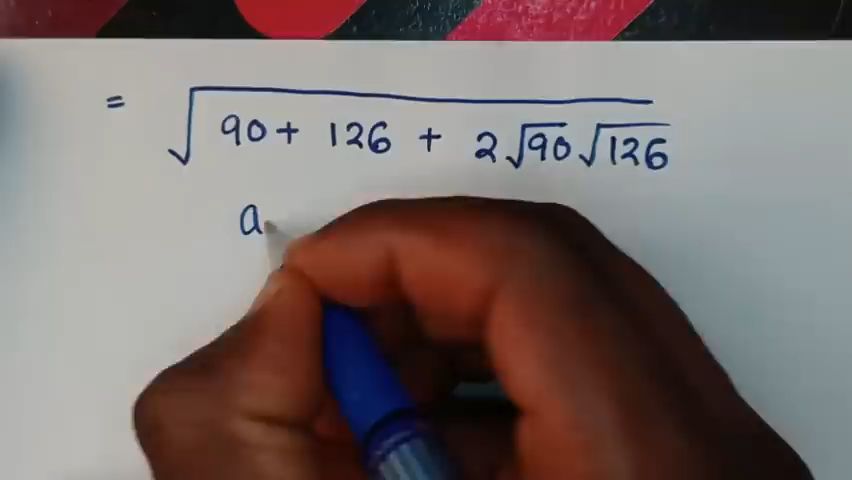 = √90 + 126 + 2√90 √126
a